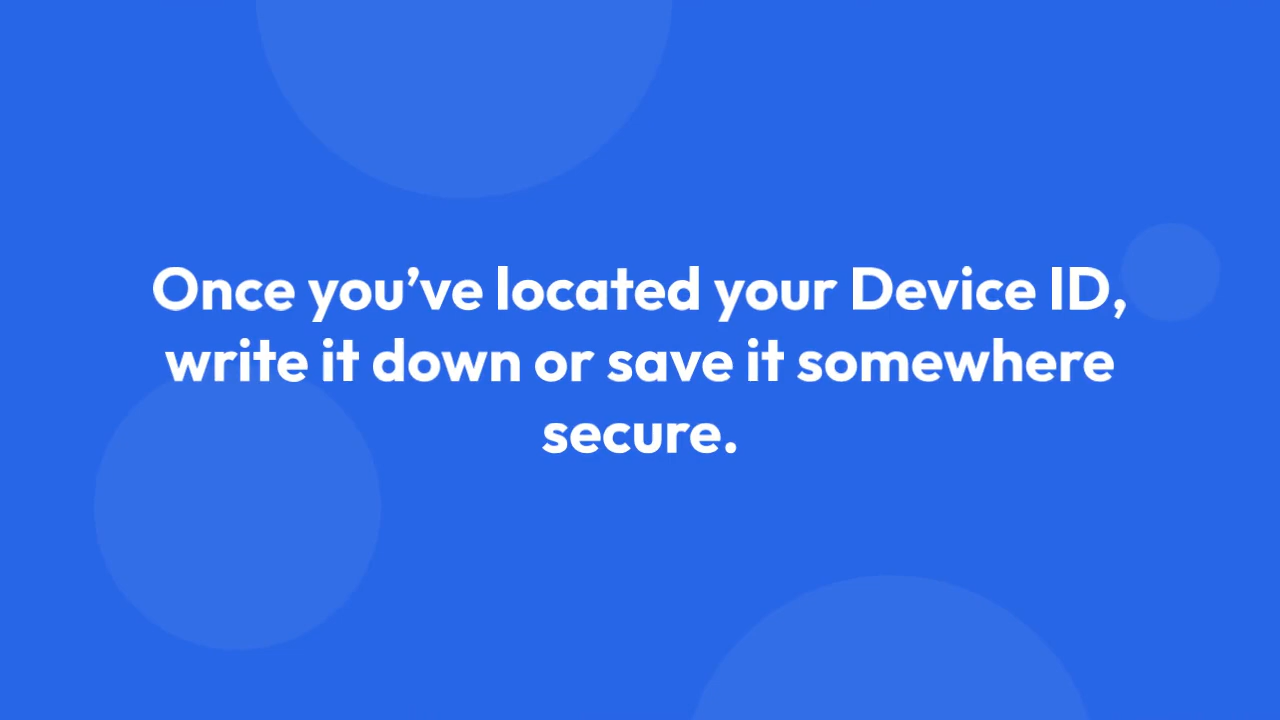 Once you’ve located your Device ID,
write it down or save it somewhere
secure.